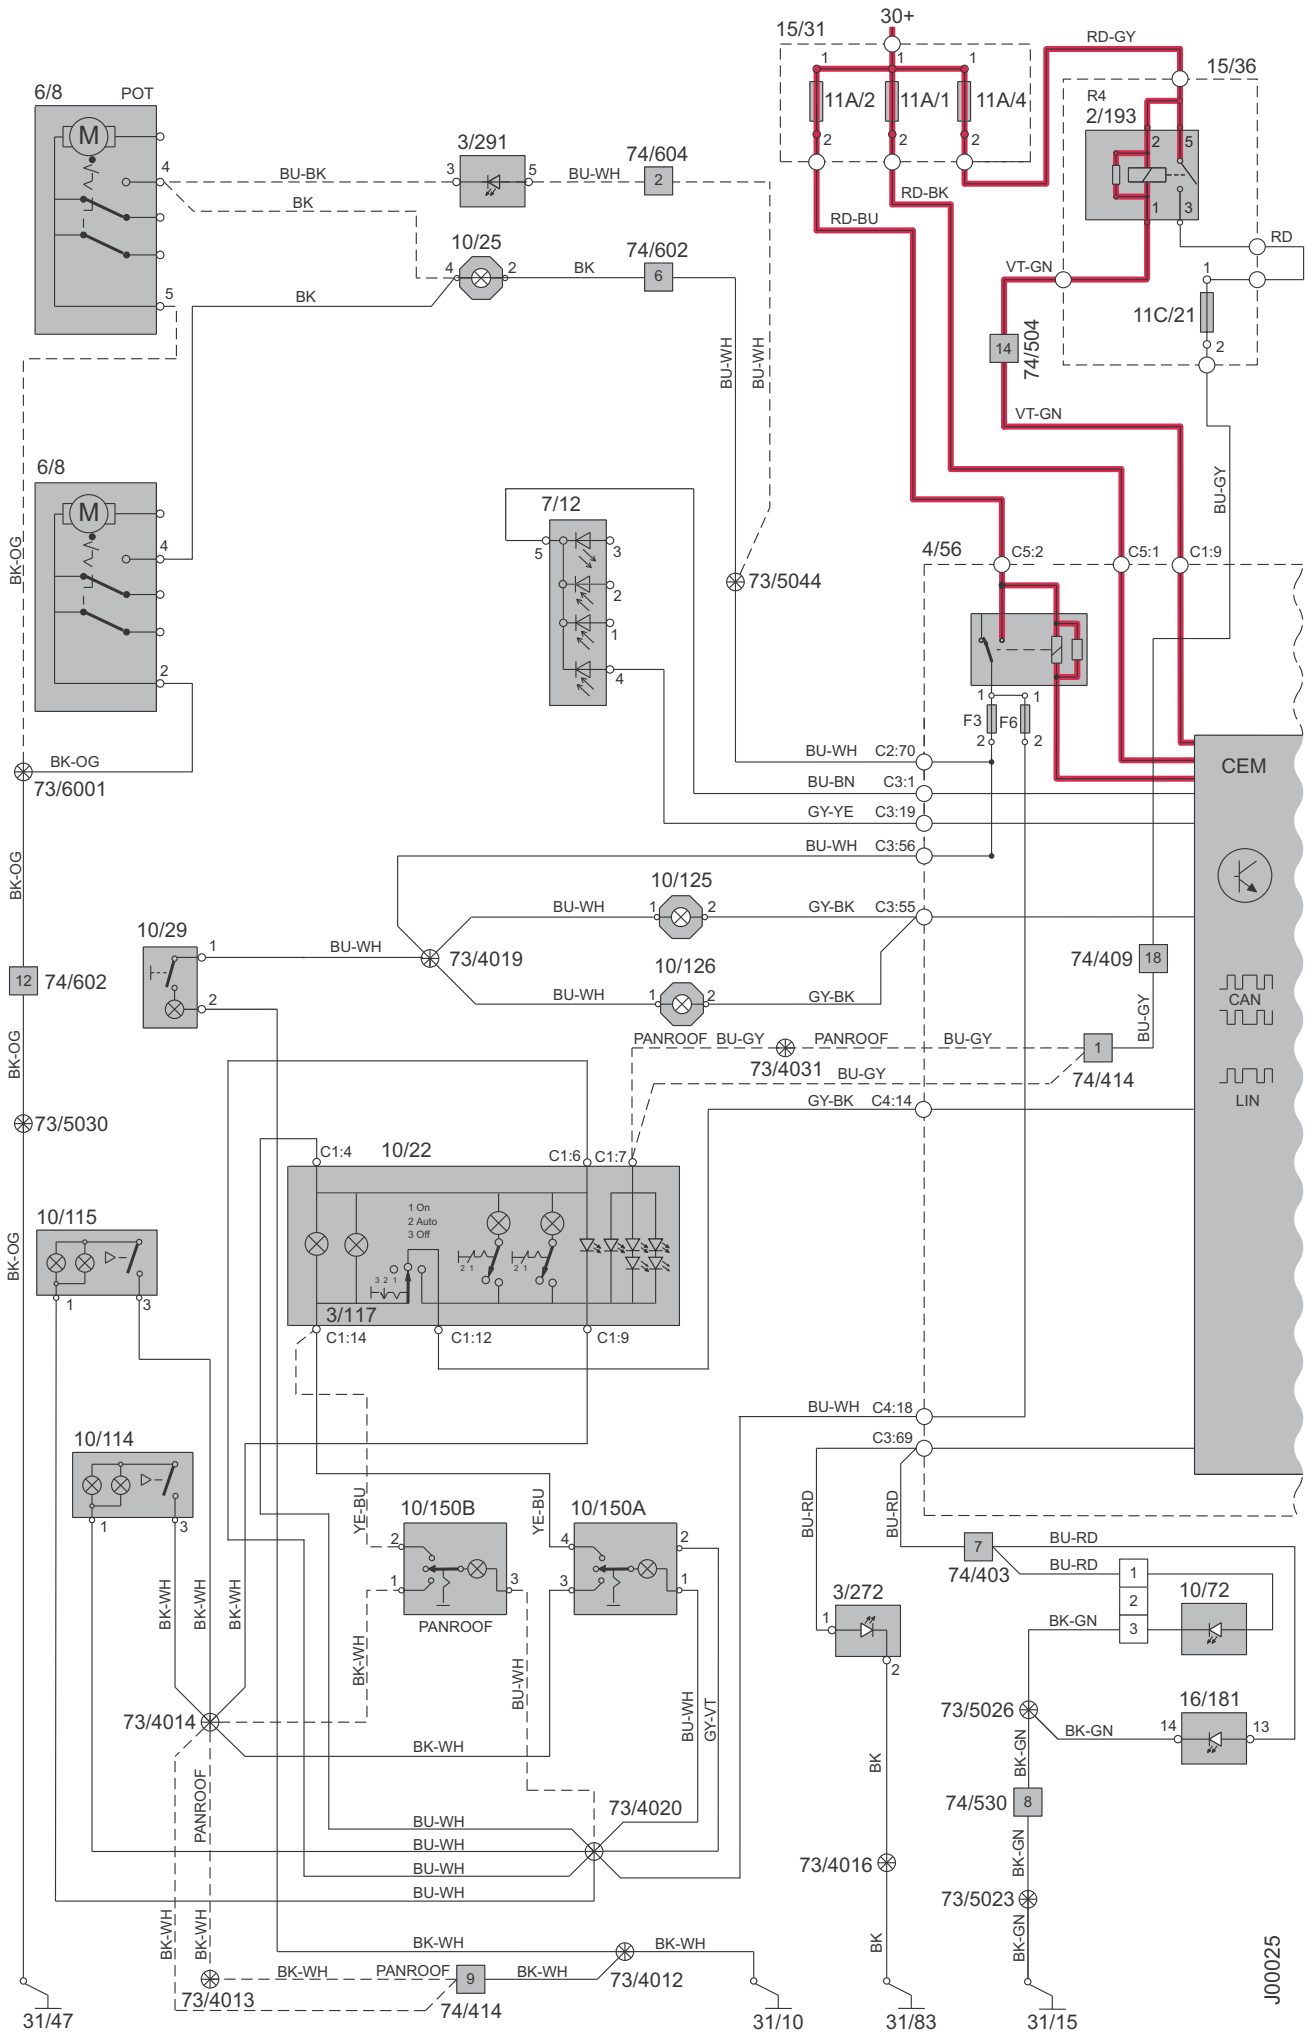 30+
15/31
RD-GY
15/36
6/8 POT
1 1 1
11A/2 11A/1 11A/4
R4
2/193
M
3/291
74/604
2 2 2
2 5
4 BU-BK 3 5 BU-WH 2
1 3
BK
RD-BK
10/25
74/602
RD-BU
RD
4 2 BK 6
VT-GN
1
5 BK
11C/21
14
74/504
2
BU-WH
BU-WH
VT-GN
6/8
BU-GY
M
7/12
4
5 3
4/56 C5:2 C5:1 C1:9
BK-OG
2
73/5044
1
2
4
1 1
F3 F6
2 2
BK-OG
73/6001
BU-WH C2:70
CEM
BU-BN C3:1
GY-YE C3:19
BU-WH C3:56
BK-OG
10/125
BU-WH 1 2 GY-BK C3:55
10/29
1 BU-WH
73/4019
74/409 18
12 74/602
10/126
2
BU-WH 1 2 GY-BK
CAN
BK-OG
BU-GY
PANROOF BU-GY PANROOF BU-GY 1
73/4031
74/414
BU-GY
LIN
GY-BK C4:14
73/5030
C1:4 10/22 C1:6 C1:7
10/115
1 On
2 Auto
3 Off
BK-OG
2 1 2 1
3 2 1
1 3
3/117
C1:14 C1:12 C1:9
BU-WH C4:18
10/114
C3:69
1 3
YE-BU
10/150B
YE-BU
10/150A
BU-RD
BU-RD
2 4 2
7 BU-RD
74/403
BU-RD
1 3 3 1
1
2
3
10/72
3/272
BK-WH
BK-WH
BK-WH
PANROOF
1
BK-GN
BK-WH
BU-WH
2
BU-WH
GY-VT
73/4014
73/5026
16/181
14 13
BK-GN
BK-WH
BK
BK-GN
PANROOF
74/530 8
73/4020
BU-WH
BU-WH
BU-WH
BU-WH
73/4016
BK-GN
73/5023
BK-WH
BK-WH
BK-WH
BK-WH
BK
BK-GN
BK-WH PANROOF 9 BK-WH
73/4012
73/4013
74/414
31/47
31/10
31/83
31/15
J00025